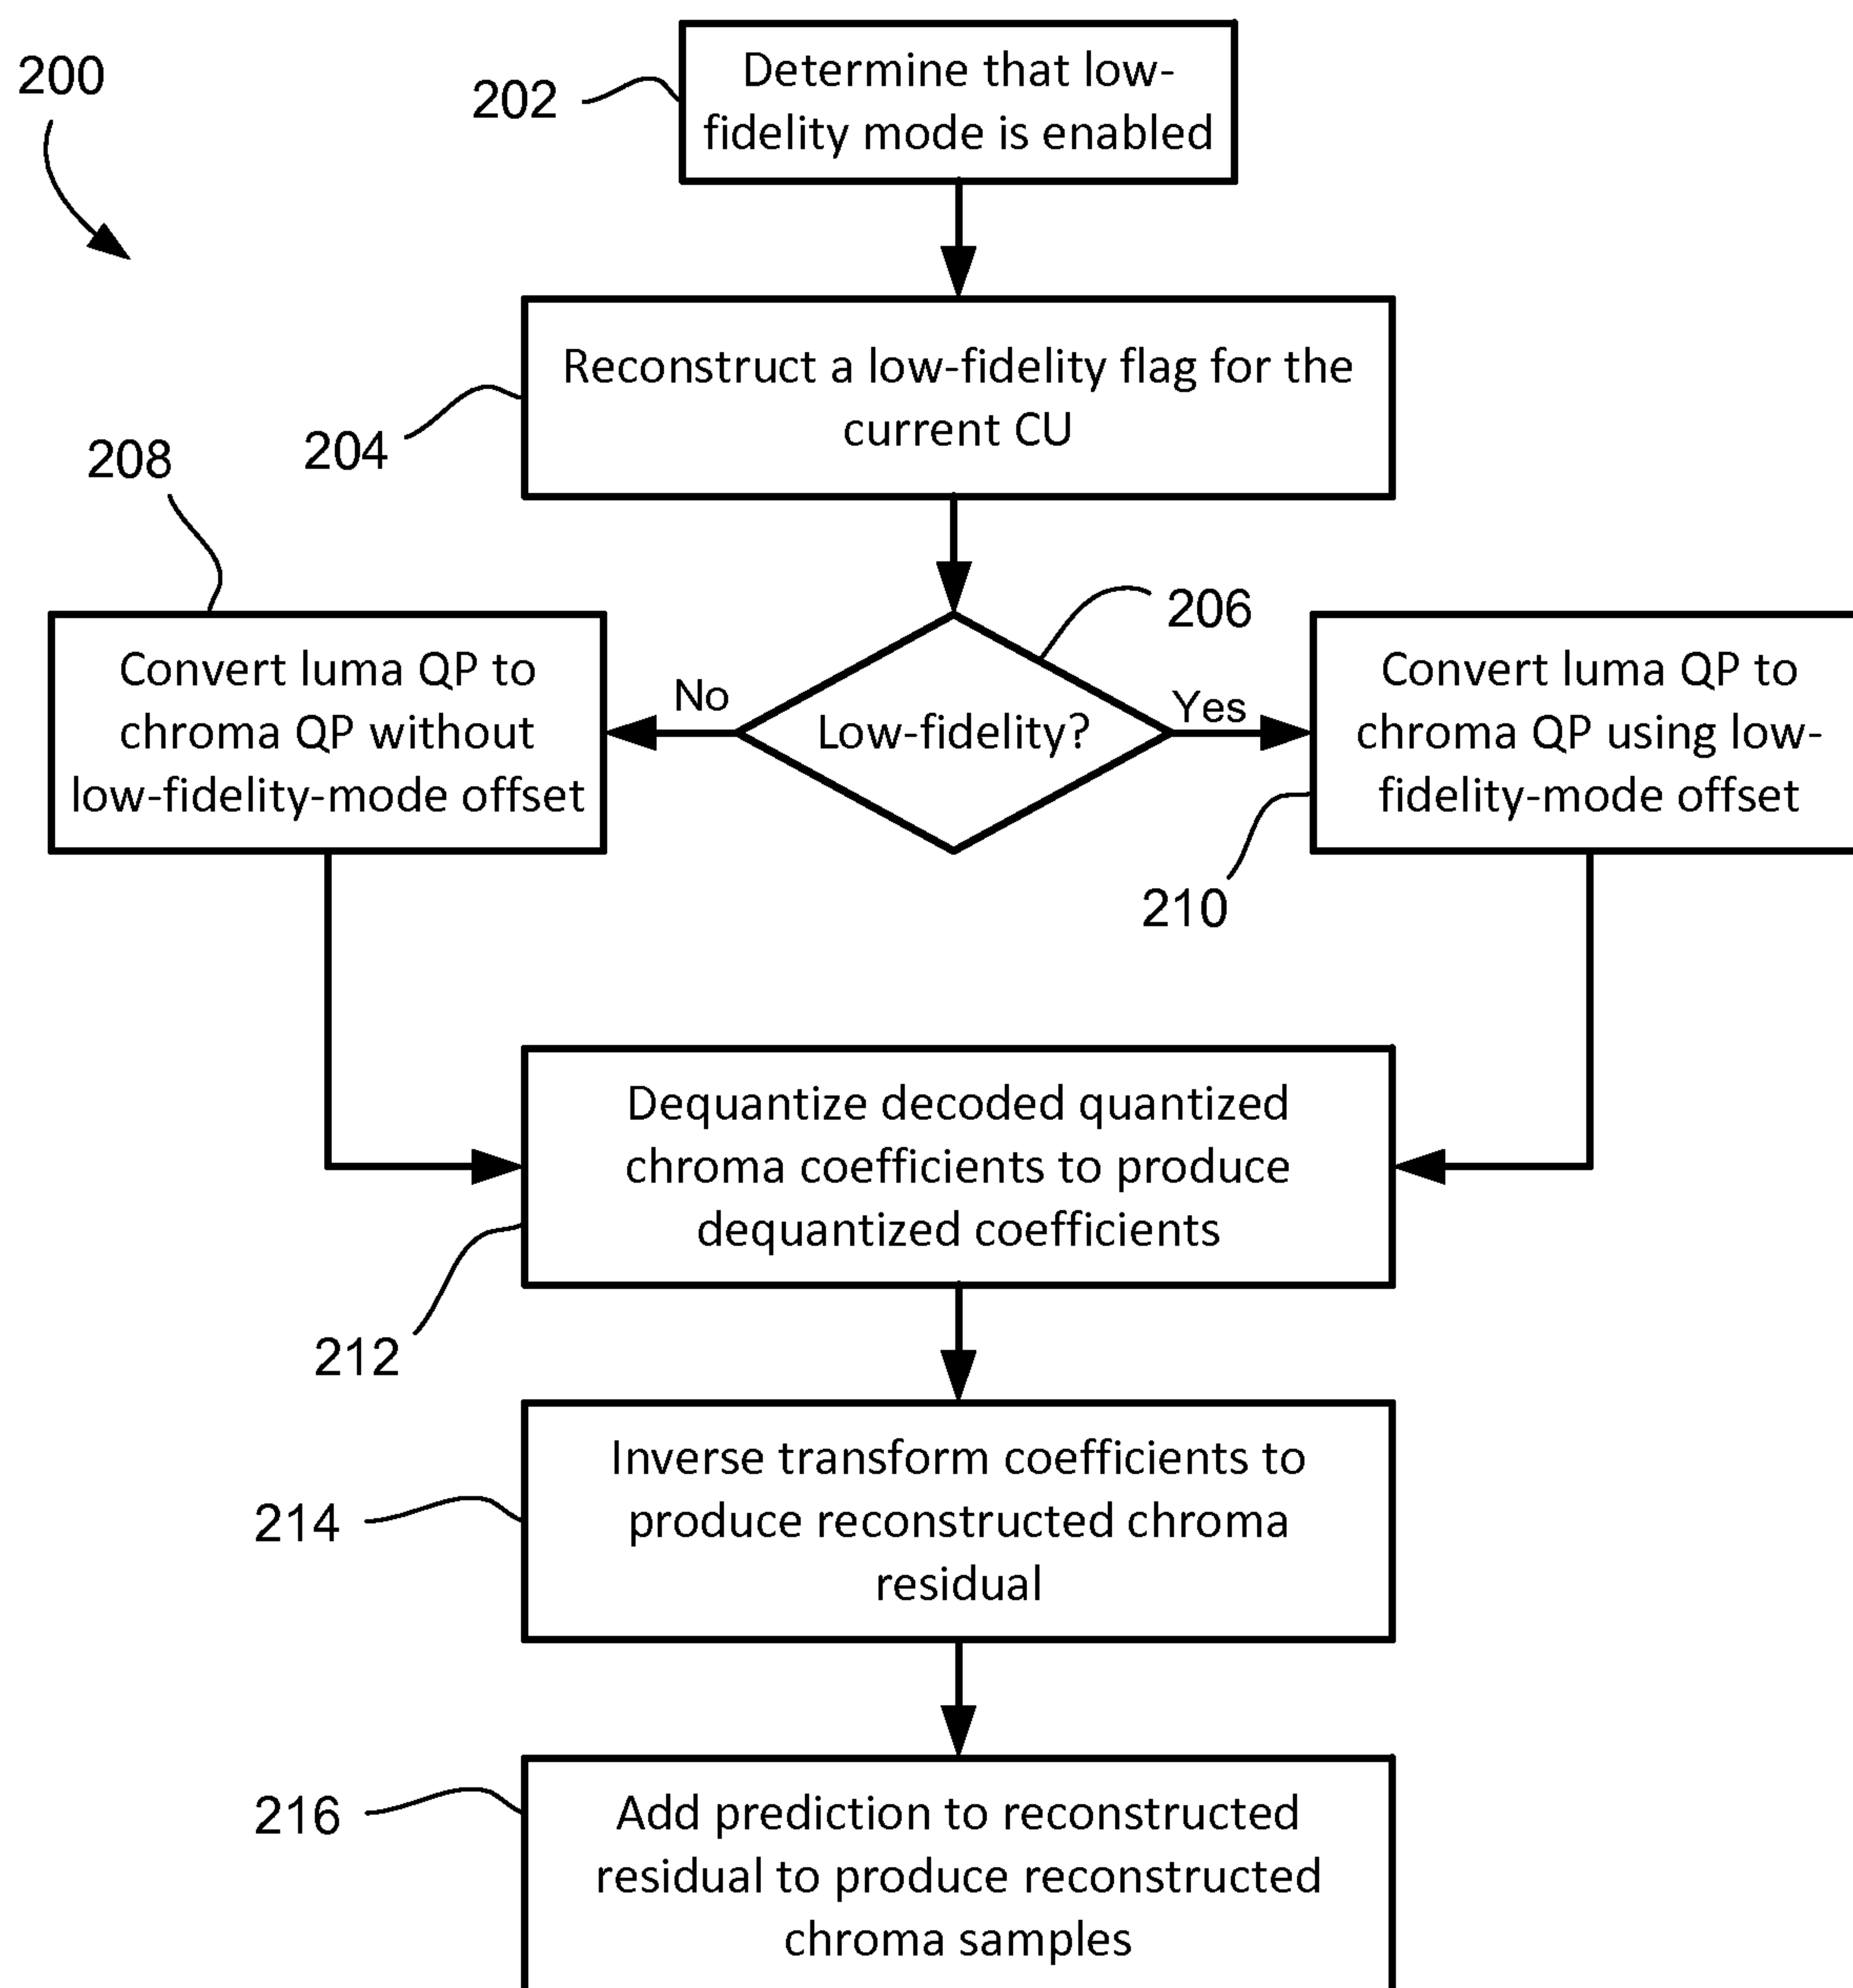 200
202
Determine that low-
fidelity mode is enabled
204
Reconstruct a low-fidelity flag for the
current CU
206
Low-fidelity?
No
Yes
208
Convert luma QP to
chroma QP without
low-fidelity-mode offset
210
Convert luma QP to
chroma QP using low-
fidelity-mode offset
212
Dequantize decoded quantized
chroma coefficients to produce
dequantized coefficients
214
Inverse transform coefficients to
produce reconstructed chroma
residual
216
Add prediction to reconstructed
residual to produce reconstructed
chroma samples